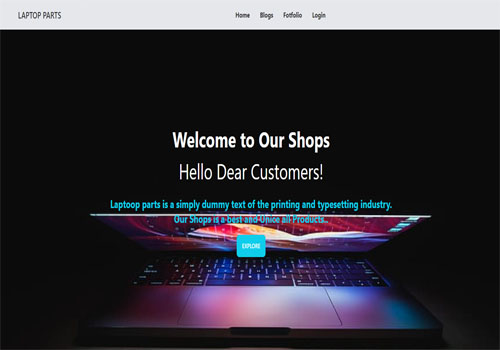 LAPTOP PARTS
Home Blogs Fotfolio Login
Welcome to Our Shops
Hello Dear Customers!
Laptoop parts is a simply dummy text of the printing and typesetting industry.
Our Shops is a best and Unice all Products
EXPLORE